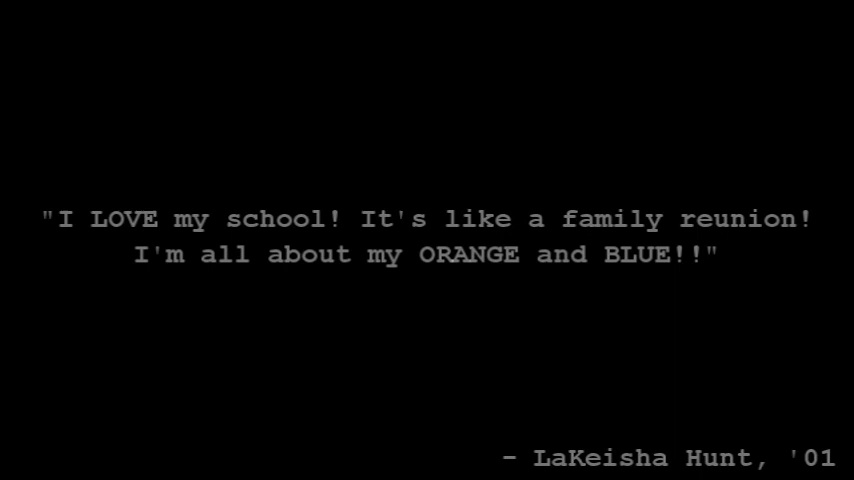 "I LOVE my school! It's like a family reunion!
I'm all about my ORANGE and BLUE!!"
- LaKeisha Hunt, '01